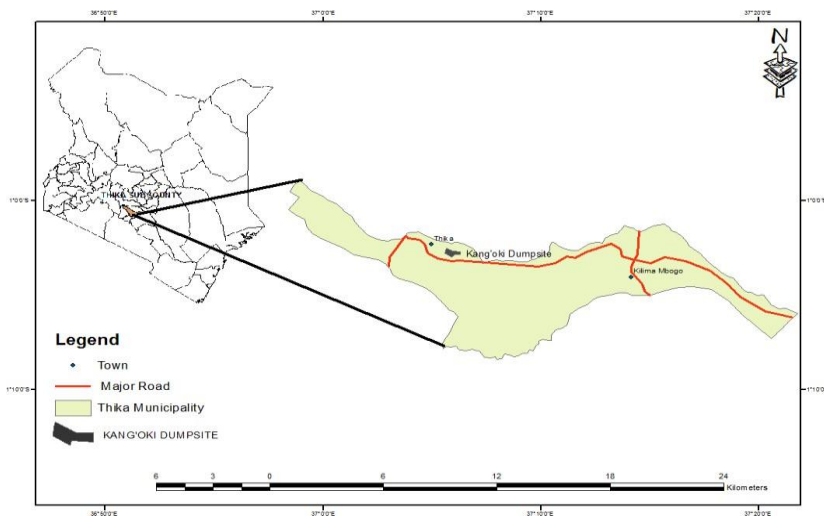 36°50'0"E
37°0'0"E
37°10'0"E
37°20'0"E
N
1°0'0"S
1°0'0"S
THIKA SUBCOUNTY
Thika
Kang'oki Dumpsite
Kilima Mbogo
Legend
Town
Major Road
Thika Municipality
KANG'OKI DUMPSITE
1°10'0"S
1°10'0"S
6 3 0 6 12 18 24
Kilometers
36°50'0"E
37°0'0"E
37°10'0"E
37°20'0"E